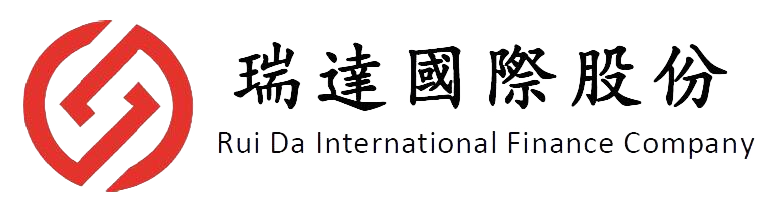 瑞達國際股份
Rui Da International Finance Company